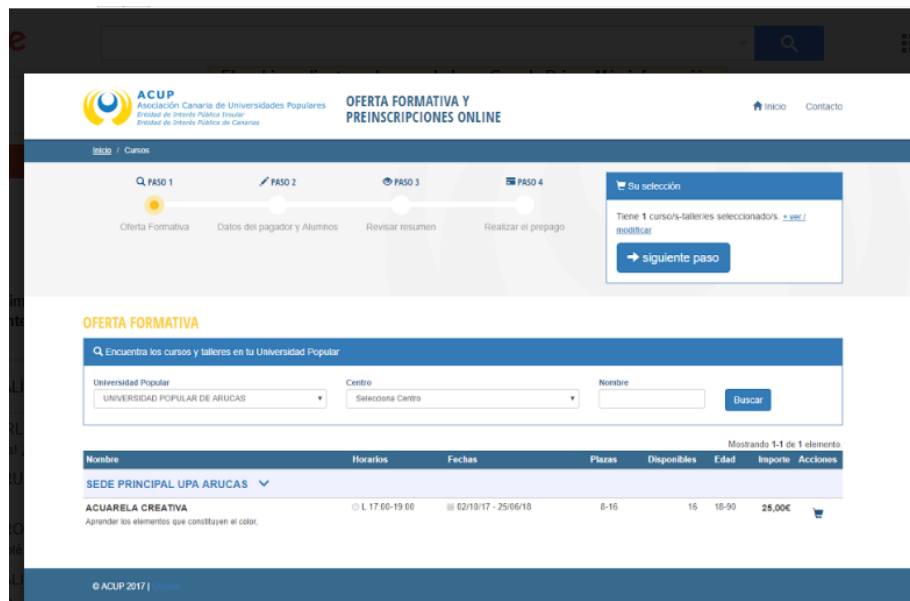 ACUP
Asociación Canaria de Universidades Populares
Entidad de Interés Pública Insular
Entidad de Interés Pública de Canarias
OFERTA FORMATIVA Y
PREINSCRIPCIONES ONLINE
Inicio
Contacto
Inicio / Cursos
PASO 1
PASO 2
PASO 3
PASO 4
Oferta Formativa
Datos del pagador y Alumnos
Revisar resumen
Realizar el prepago
Su selección
Tiene 1 curso/s-taller/es seleccionado/s. + ver /
modificar
siguiente paso
OFERTA FORMATIVA
Encuentra los cursos y talleres en tu Universidad Popular
Universidad Popular
Centro
Nombre
UNIVERSIDAD POPULAR DE ARUCAS
Selecciona Centro
Buscar
Mostrando 1-1 de 1 elemento.
Nombre Horarios Fechas Plazas Disponibles Edad Importe Acciones
SEDE PRINCIPAL UPA ARUCAS
ACUARELA CREATIVA L 17:00-19:00 02/10/17 - 25/06/18 8-16 16 18-90 25,00€
Aprender los elementos que constituyen el color,
© ACUP 2017 |